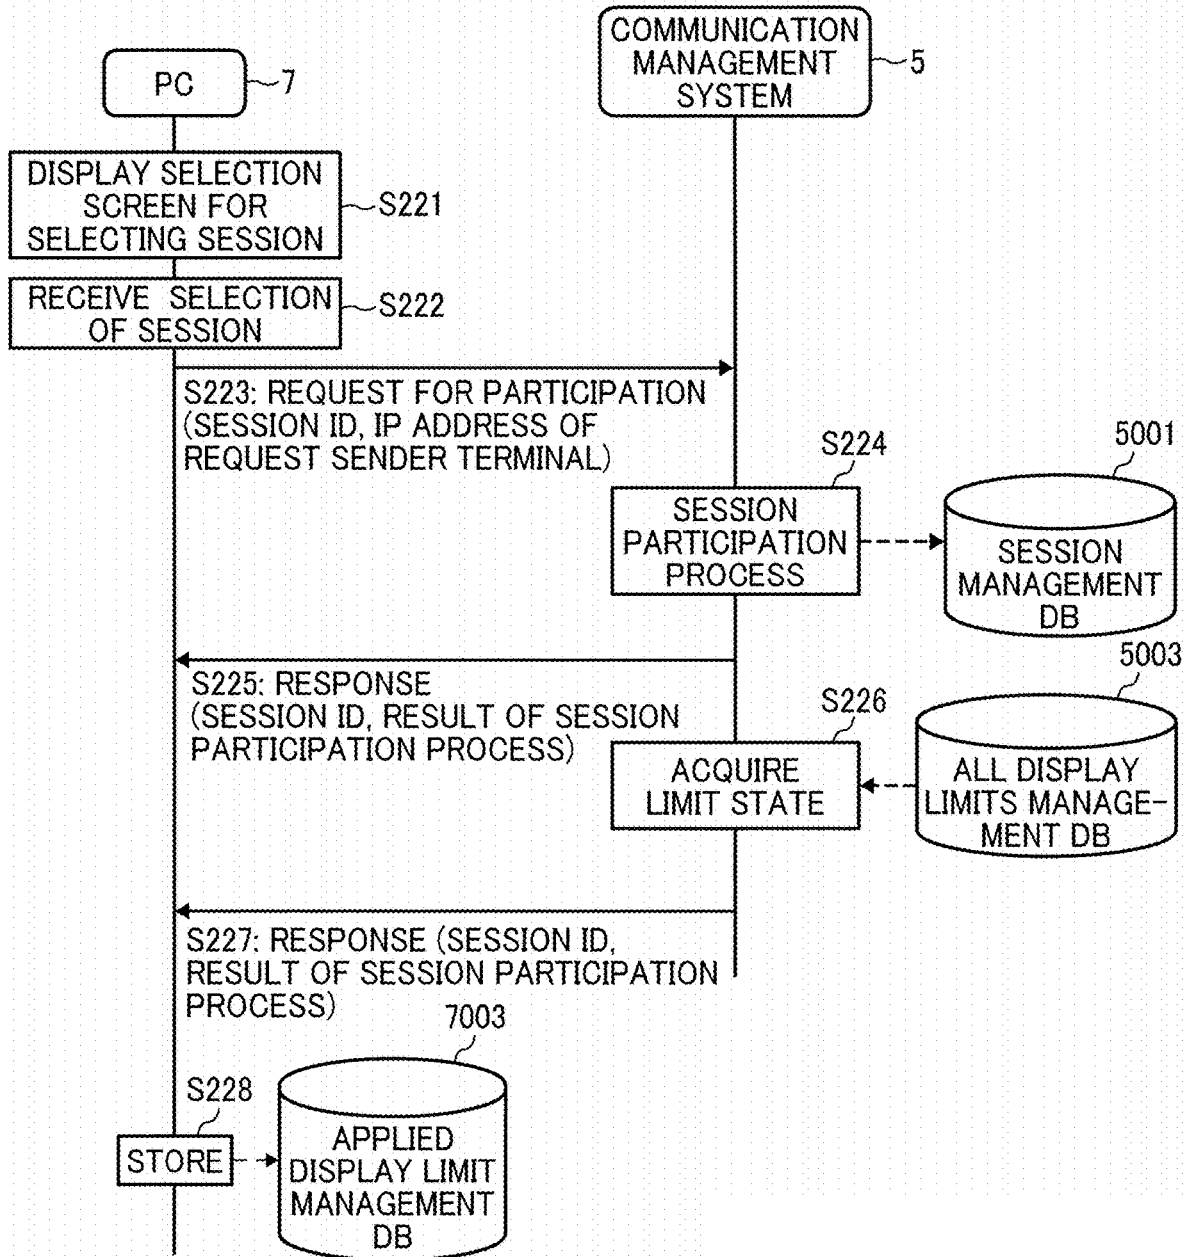 COMMUNICATION
MANAGEMENT
SYSTEM
5
PC
7
DISPLAY SELECTION
SCREEN FOR
SELECTING SESSION
S221
RECEIVE SELECTION
OF SESSION
S222
S223: REQUEST FOR PARTICIPATION
(SESSION ID, IP ADDRESS OF
REQUEST SENDER TERMINAL)
S224
5001
SESSION
PARTICIPATION
PROCESS
SESSION
MANAGEMENT
DB
S225: RESPONSE
(SESSION ID, RESULT OF SESSION
PARTICIPATION PROCESS)
S226
5003
ACQUIRE
LIMIT STATE
ALL DISPLAY
LIMITS MANAGE-
MENT DB
S227: RESPONSE (SESSION ID,
RESULT OF SESSION PARTICIPATION
PROCESS)
7003
S228
STORE
APPLIED
DISPLAY LIMIT
MANAGEMENT
DB